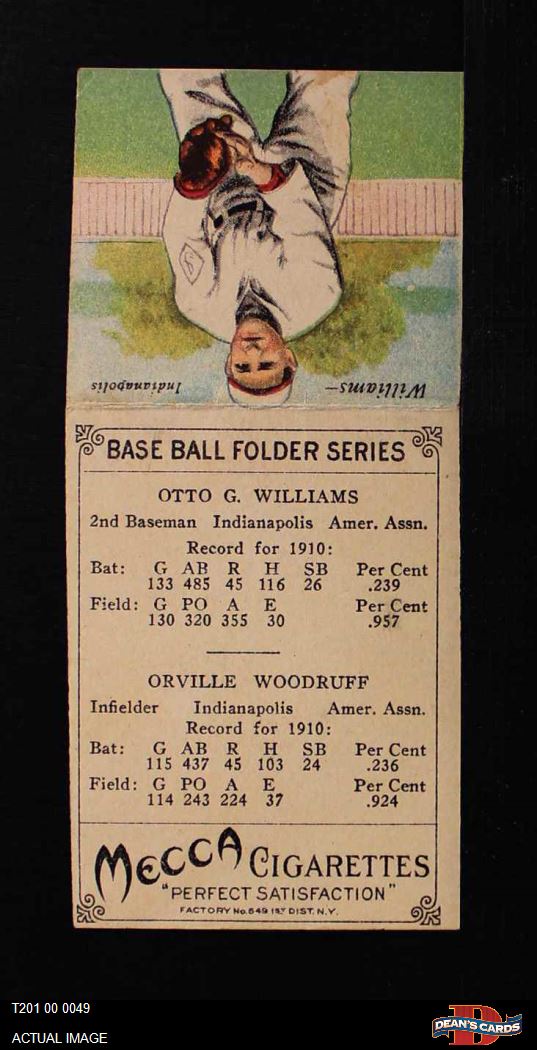 Indianapolis Williams—
BASE BALL FOLDER SERIES
OTTO G. WILLIAMS
2nd Baseman Indianapolis Amer. Assn.
Record for 1910:
Bat: G AB R H SB Per Cent
133 485 45 116 26 .239
Field: G PO A E Per Cent
130 320 355 30 .957
ORVILLE WOODRUFF
Infielder Indianapolis Amer. Assn.
Record for 1910:
Bat: G AB R H SB Per Cent
115 437 45 103 24 .236
Field: G PO A E Per Cent
114 243 224 37 .924
MECCA CIGARETTES
"PERFECT SATISFACTION"
FACTORY No. 649 1ST DIST. N.Y.
T201 00 0049
ACTUAL IMAGE
D
DEAN'S CARDS